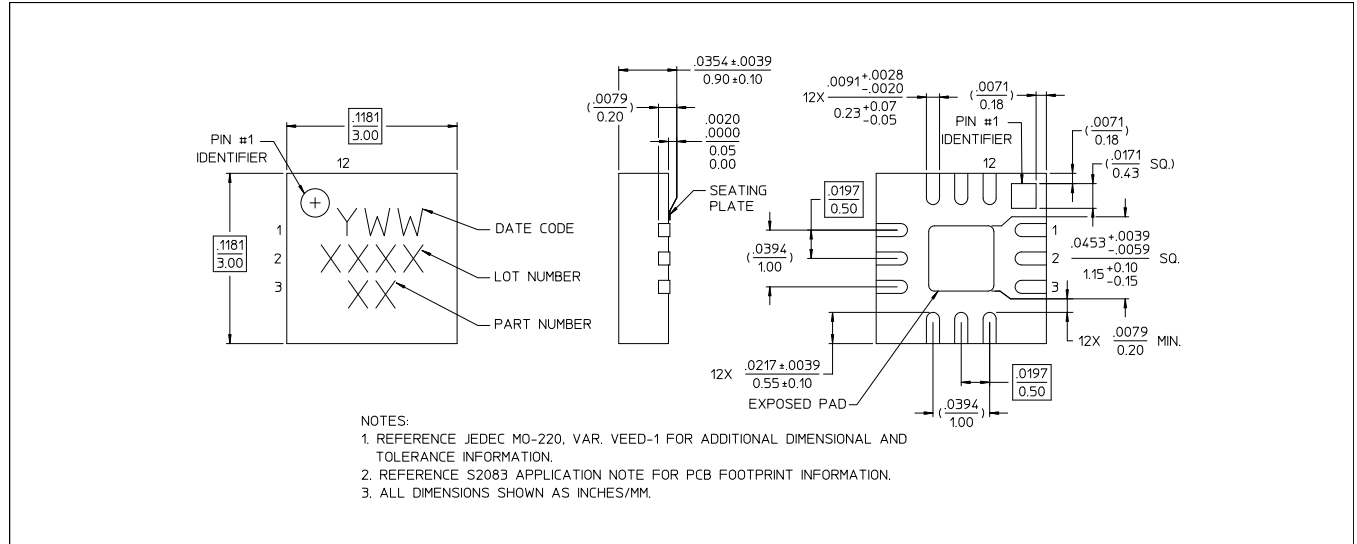 .1181
3.00
PIN #1
IDENTIFIER
12
.1181
3.00
1
2
3
YWW
XXXX
XX
DATE CODE
LOT NUMBER
PART NUMBER
.0354 ±.0039
0.90 ±0.10
(.0079
0.20)
.0020
.0000
0.05
0.00
SEATING
PLATE
12X .0091 +.0028
-.0020
0.23 +0.07
-0.05
(.0071
0.18)
PIN #1
IDENTIFIER
12
(.0071
0.18)
(.0171
0.43 SQ.)
.0197
0.50
(.0394
1.00)
1
2
3
.0453 +.0039
-.0059 SQ.
1.15 +0.10
-0.15
12X .0079 MIN.
0.20
12X .0217 ±.0039
0.55 ±0.10
EXPOSED PAD
(.0394
1.00)
.0197
0.50
NOTES:
1. REFERENCE JEDEC MO-220, VAR. VEED-1 FOR ADDITIONAL DIMENSIONAL AND
TOLERANCE INFORMATION.
2. REFERENCE S2083 APPLICATION NOTE FOR PCB FOOTPRINT INFORMATION.
3. ALL DIMENSIONS SHOWN AS INCHES/MM.